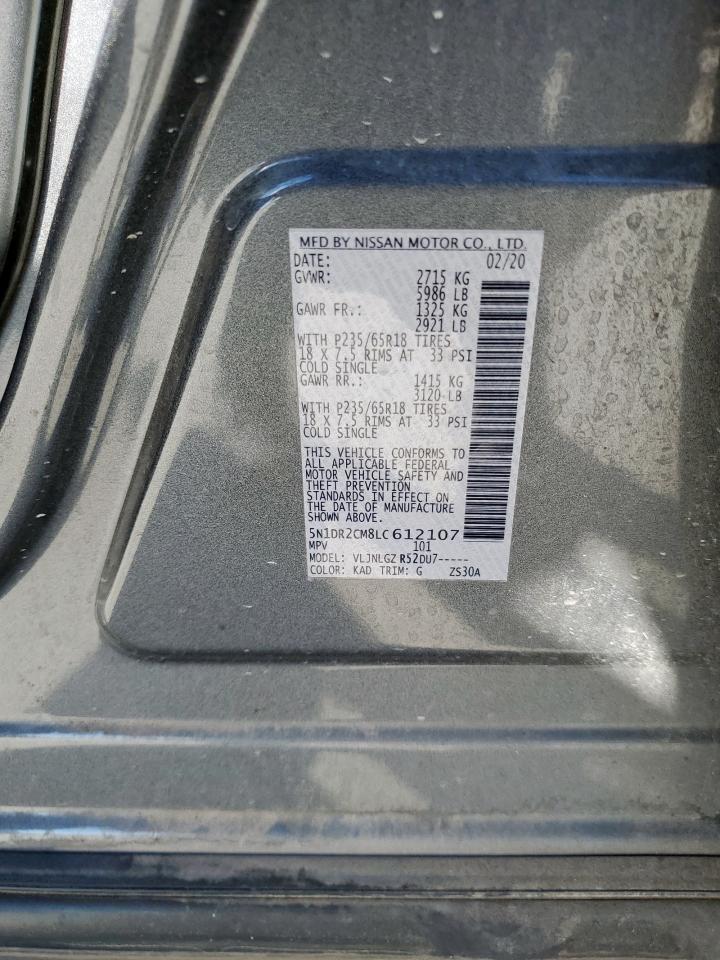 MFD BY NISSAN MOTOR CO., LTD.
DATE: 02/20
GVWR: 2715 KG
5986 LB
GAWR FR.: 1325 KG
2921 LB
WITH P235/65R18 TIRES
18 X 7.5 RIMS AT 33 PSI
COLD SINGLE
GAWR RR.: 1415 KG
3120 LB
WITH P235/65R18 TIRES
18 X 7.5 RIMS AT 33 PSI
COLD SINGLE
THIS VEHICLE CONFORMS TO
ALL APPLICABLE FEDERAL
MOTOR VEHICLE SAFETY AND
THEFT PREVENTION
STANDARDS IN EFFECT ON
THE DATE OF MANUFACTURE
SHOWN ABOVE.
5N1DR2CM8LC612107
MPV 101
MODEL: VLJNLGZ R52DU7-----
COLOR: KAD TRIM: G ZS30A